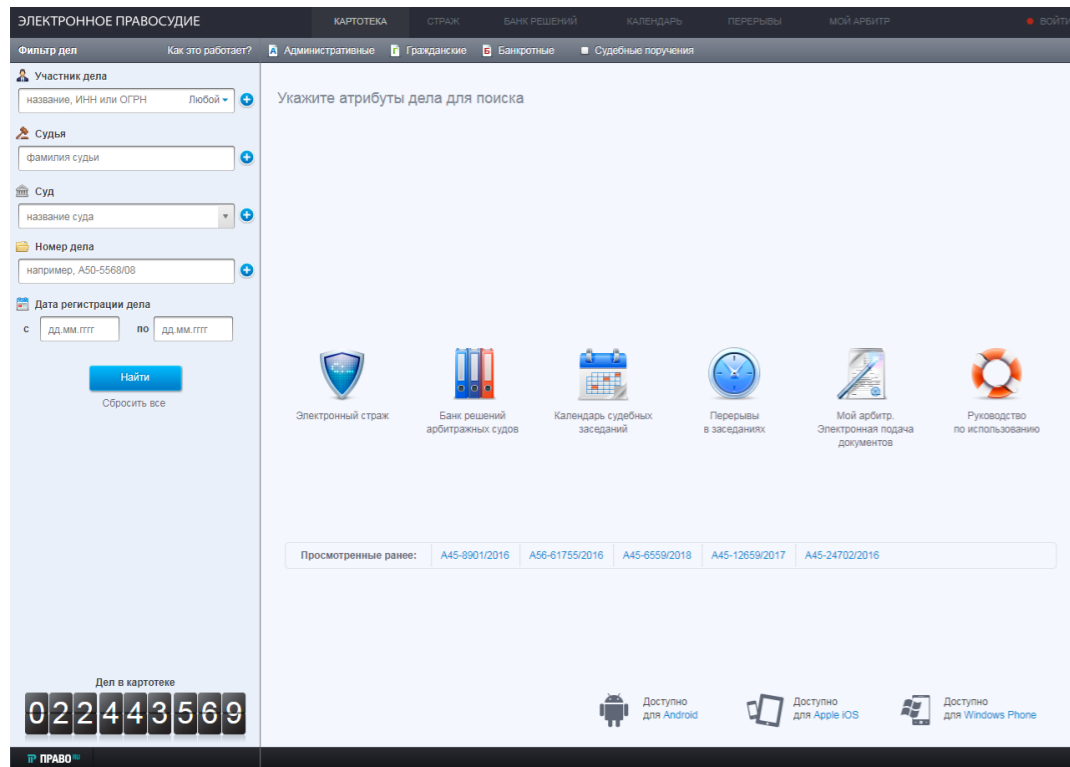 ЭЛЕКТРОННОЕ ПРАВОСУДИЕ
КАРТОТЕКА СТРАЖ БАНК РЕШЕНИЙ КАЛЕНДАРЬ ПЕРЕРЫВЫ МОЙ АРБИТР ВОЙТИ
Фильтр дел Как это работает? А Административные Г Гражданские Б Банкротные Судебные поручения
Участник дела
название, ИНН или ОГРН Любой
Укажите атрибуты дела для поиска
Судья
фамилия судьи
Суд
название суда
Номер дела
например, А50-5568/08
Дата регистрации дела
с дд.мм.гггг по дд.мм.гггг
Найти
Сбросить все
Электронный страж
Банк решений
арбитражных судов
Календарь судебных
заседаний
Перерывы
в заседаниях
Мой арбитр.
Электронная подача
документов
Руководство
по использованию
Просмотренные ранее: А45-8901/2016 А56-61755/2016 А45-6559/2018 А45-12659/2017 А45-24702/2016
Дел в картотеке
022443569
Доступно
для Android
Доступно
для Apple iOS
Доступно
для Windows Phone
ПРАВО RU